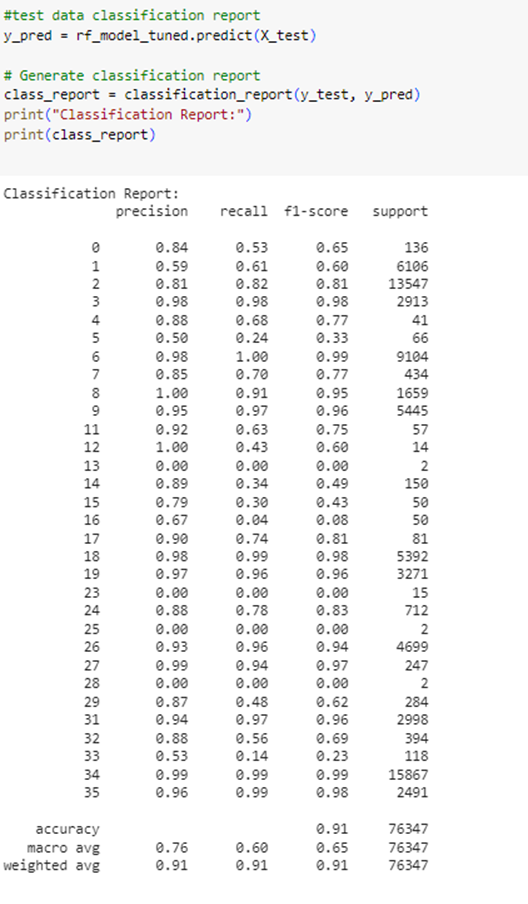 #test data classification report
y_pred = rf_model_tuned.predict(X_test)
# Generate classification report
class_report = classification_report(y_test, y_pred)
print("Classification Report:")
print(class_report)
Classification Report:
precision recall f1-score support
0 0.84 0.53 0.65 136
1 0.59 0.61 0.60 6106
2 0.81 0.82 0.81 13547
3 0.98 0.98 0.98 2913
4 0.88 0.68 0.77 41
5 0.50 0.24 0.33 66
6 0.98 1.00 0.99 9104
7 0.85 0.70 0.77 434
8 1.00 0.91 0.95 1659
9 0.95 0.97 0.96 5445
11 0.92 0.63 0.75 57
12 1.00 0.43 0.60 14
13 0.00 0.00 0.00 2
14 0.89 0.34 0.49 150
15 0.79 0.30 0.43 50
16 0.67 0.04 0.08 50
17 0.90 0.74 0.81 81
18 0.98 0.99 0.98 5392
19 0.97 0.96 0.96 3271
23 0.00 0.00 0.00 15
24 0.88 0.78 0.83 712
25 0.00 0.00 0.00 2
26 0.93 0.96 0.94 4699
27 0.99 0.94 0.97 247
28 0.00 0.00 0.00 2
29 0.87 0.48 0.62 284
31 0.94 0.97 0.96 2998
32 0.88 0.56 0.69 394
33 0.53 0.14 0.23 118
34 0.99 0.99 0.99 15867
35 0.96 0.99 0.98 2491
accuracy 0.91 76347
macro avg 0.76 0.60 0.65 76347
weighted avg 0.91 0.91 0.91 76347